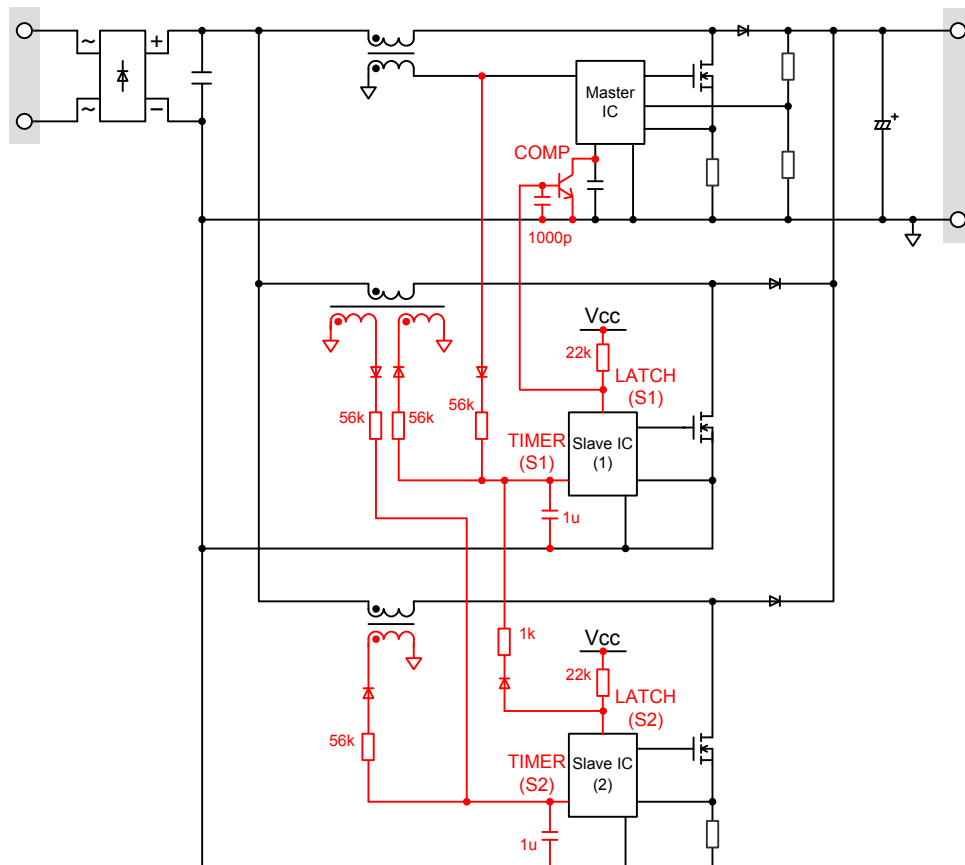 ~ +
~ −
Master
IC
+
COMP
1000p
Vcc
22k
LATCH
(S1)
56k
56k
56k
TIMER
(S1)
Slave IC
(1)
1u
1k
Vcc
22k
LATCH
(S2)
56k
TIMER
(S2)
Slave IC
(2)
1u